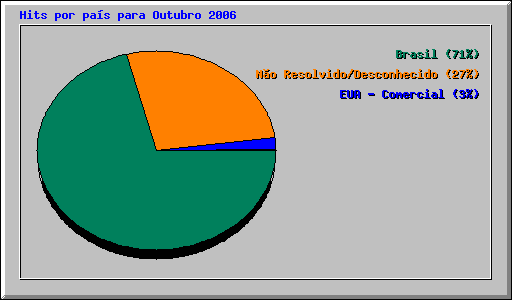 Hits por país para Outubro 2006
Brasil (71%)
Não Resolvido/Desconhecido (27%)
EUA - Comercial (3%)